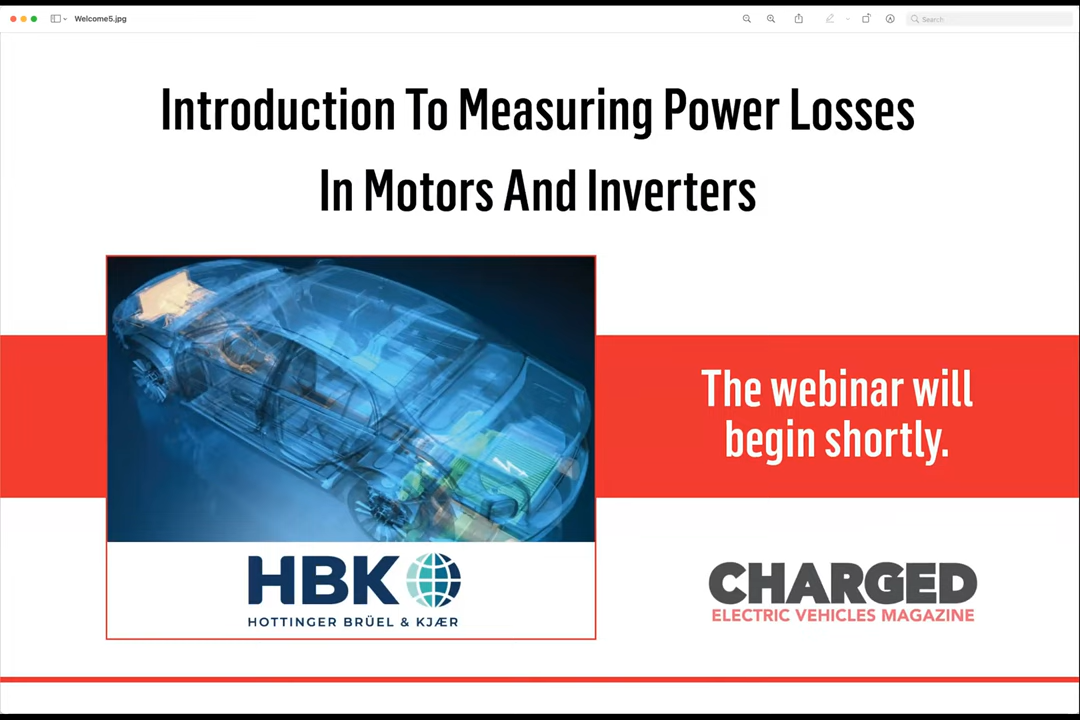 Welcome5.jpg
Search
Introduction To Measuring Power Losses
In Motors And Inverters
The webinar will
begin shortly.
HBK
HOTTINGER BRÜEL & KJÆR
CHARGED
ELECTRIC VEHICLES MAGAZINE